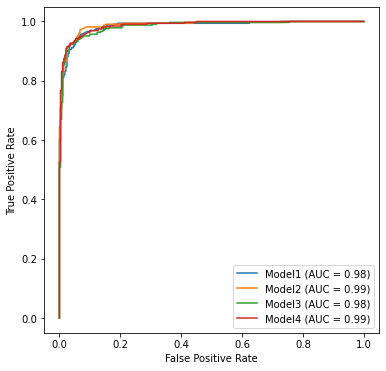 1.0
0.8
0.6
0.4
0.2
0.0
True Positive Rate
Model1 (AUC = 0.98)
Model2 (AUC = 0.99)
Model3 (AUC = 0.98)
Model4 (AUC = 0.99)
0.0 0.2 0.4 0.6 0.8 1.0
False Positive Rate